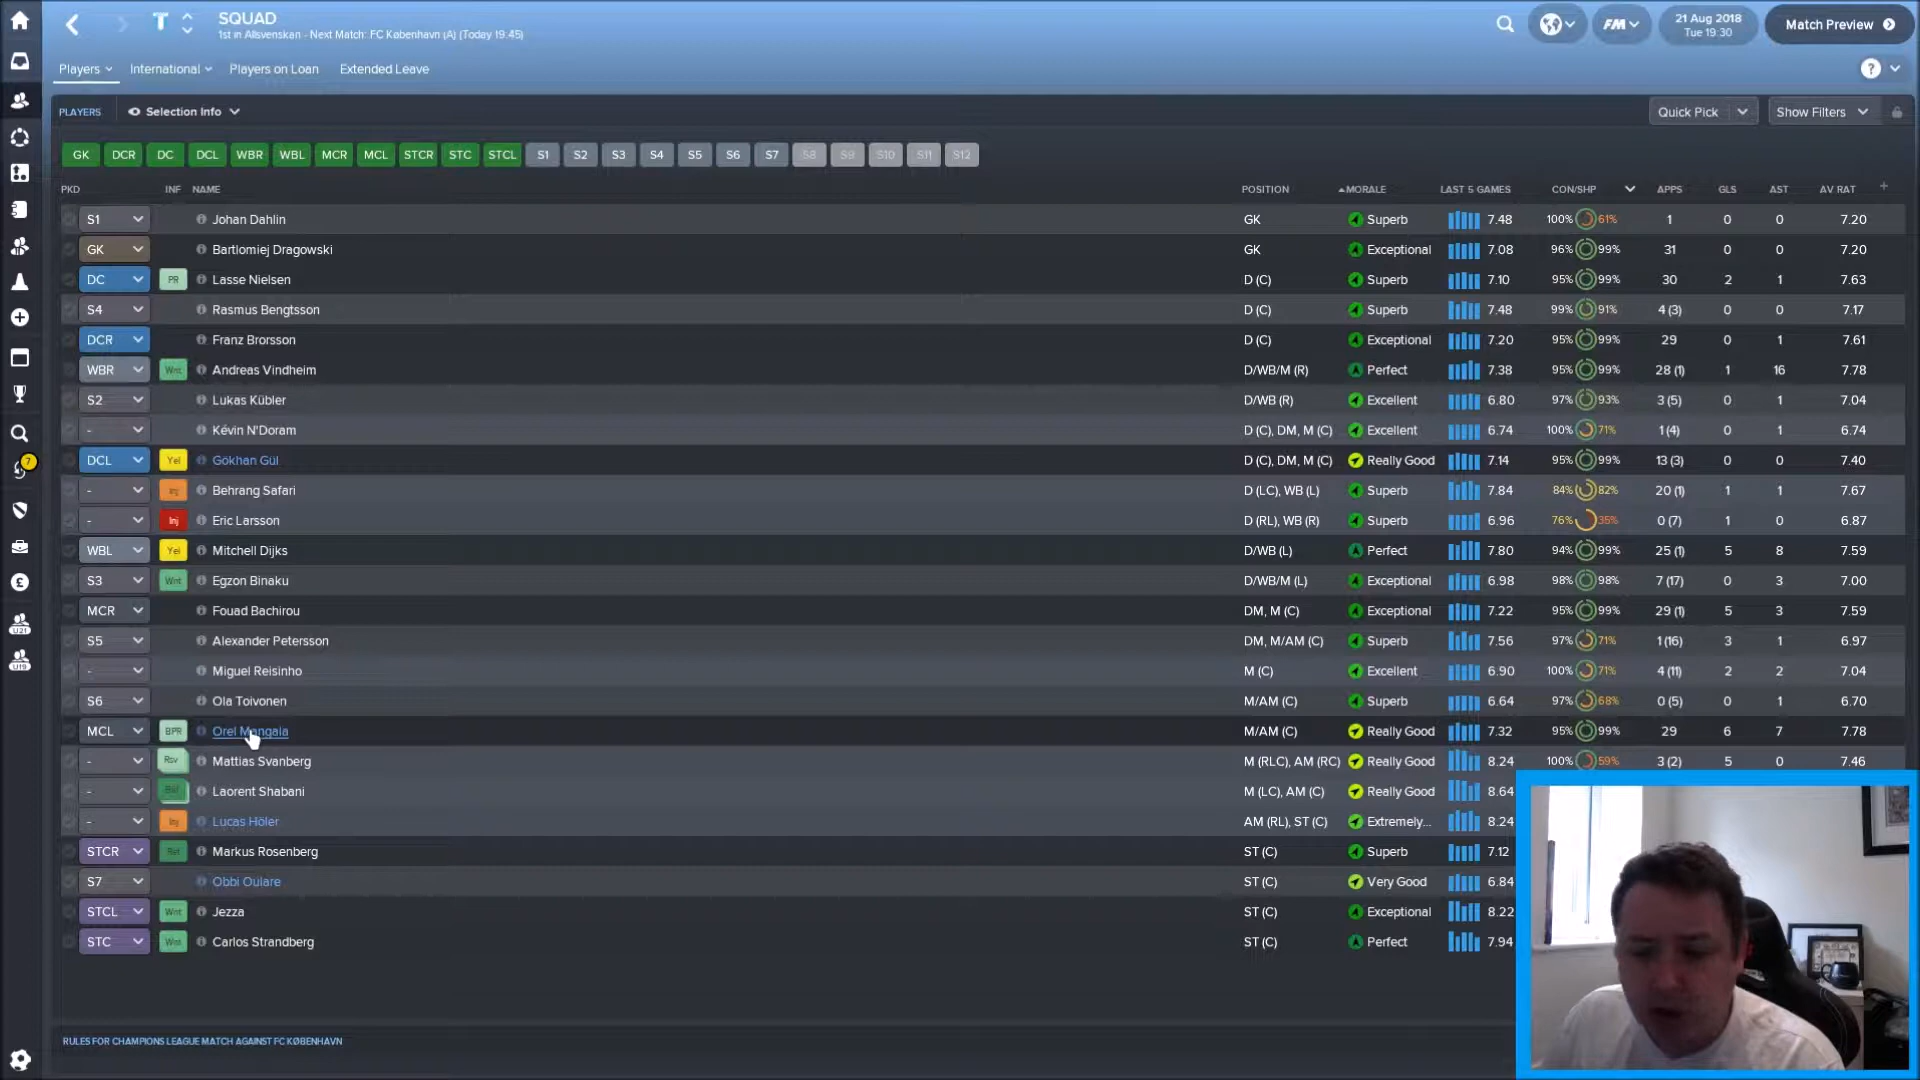 SQUAD
1st in Allsvenskan - Next Match: FC København (A) (Today 19.45)
FM
21 Aug 2018
Tue 19:30
Match Preview
Players International Players on Loan Extended Leave
?
PLAYERS Selection Info Quick Pick Show Filters
GK DCR DC DCL WBR WBL MCR MCL STCR STC STCL S1 S2 S3 S4 S5 S6 S7 S8 S9 S10 S11 S12
PKD INF NAME POSITION MORALE LAST 5 GAMES CON/SHP APPS GLS AST AV RAT +
S1 Johan Dahlin GK Superb 7.48 100% 61% 1 0 0 7.20
GK Bartlomiej Dragowski GK Exceptional 7.08 96% 99% 31 0 0 7.20
DC PR Lasse Nielsen D (C) Superb 7.10 95% 99% 30 2 1 7.63
S4 Rasmus Bengtsson D (C) Superb 7.48 99% 91% 4 (3) 0 0 7.17
DCR Franz Brorsson D (C) Exceptional 7.20 95% 99% 29 0 1 7.61
WBR Wnt Andreas Vindheim D/WB/M (R) Perfect 7.38 95% 99% 28 (1) 1 16 7.78
S2 Lukas Kübler D/WB (R) Excellent 6.80 97% 93% 3 (5) 0 1 7.04
- Kévin N'Doram D (C), DM, M (C) Excellent 6.74 100% 71% 1 (4) 0 1 6.74
DCL Yel Gökhan Gül D (C), DM, M (C) Really Good 7.14 95% 99% 13 (3) 0 0 7.40
- Inj Behrang Safari D (LC), WB (L) Superb 7.84 84% 82% 20 (1) 1 1 7.67
- Inj Eric Larsson D (RL), WB (R) Superb 6.96 76% 35% 0 (7) 1 0 6.87
WBL Yel Mitchell Dijks D/WB (L) Perfect 7.80 94% 99% 25 (1) 5 8 7.59
S3 Wnt Egzon Binaku D/WB/M (L) Exceptional 6.98 98% 98% 7 (17) 0 3 7.00
MCR Fouad Bachirou DM, M (C) Exceptional 7.22 95% 99% 29 (1) 5 3 7.59
S5 Alexander Petersson DM, M/AM (C) Superb 7.56 97% 71% 1 (16) 3 1 6.97
- Miguel Reisinho M (C) Excellent 6.90 100% 71% 4 (11) 2 2 7.04
S6 Ola Toivonen M/AM (C) Superb 6.64 97% 68% 0 (5) 0 1 6.70
MCL BPR Orel Mangala M/AM (C) Really Good 7.32 95% 99% 29 6 7 7.78
- Rsv Mattias Svanberg M (RLC), AM (RC) Really Good 8.24 100% 59% 3 (2) 5 0 7.46
- Laorent Shabani M (LC), AM (C) Really Good 8.64
- Inj Lucas Höler AM (RL), ST (C) Extremely... 8.24
STCR Markus Rosenberg ST (C) Superb 7.12
S7 Obbi Oulare ST (C) Very Good 6.84
STCL Wnt Jezza ST (C) Exceptional 8.22
STC Wnt Carlos Strandberg ST (C) Perfect 7.94
7
U21
U19
RULES FOR CHAMPIONS LEAGUE MATCH AGAINST FC KØBENHAVN